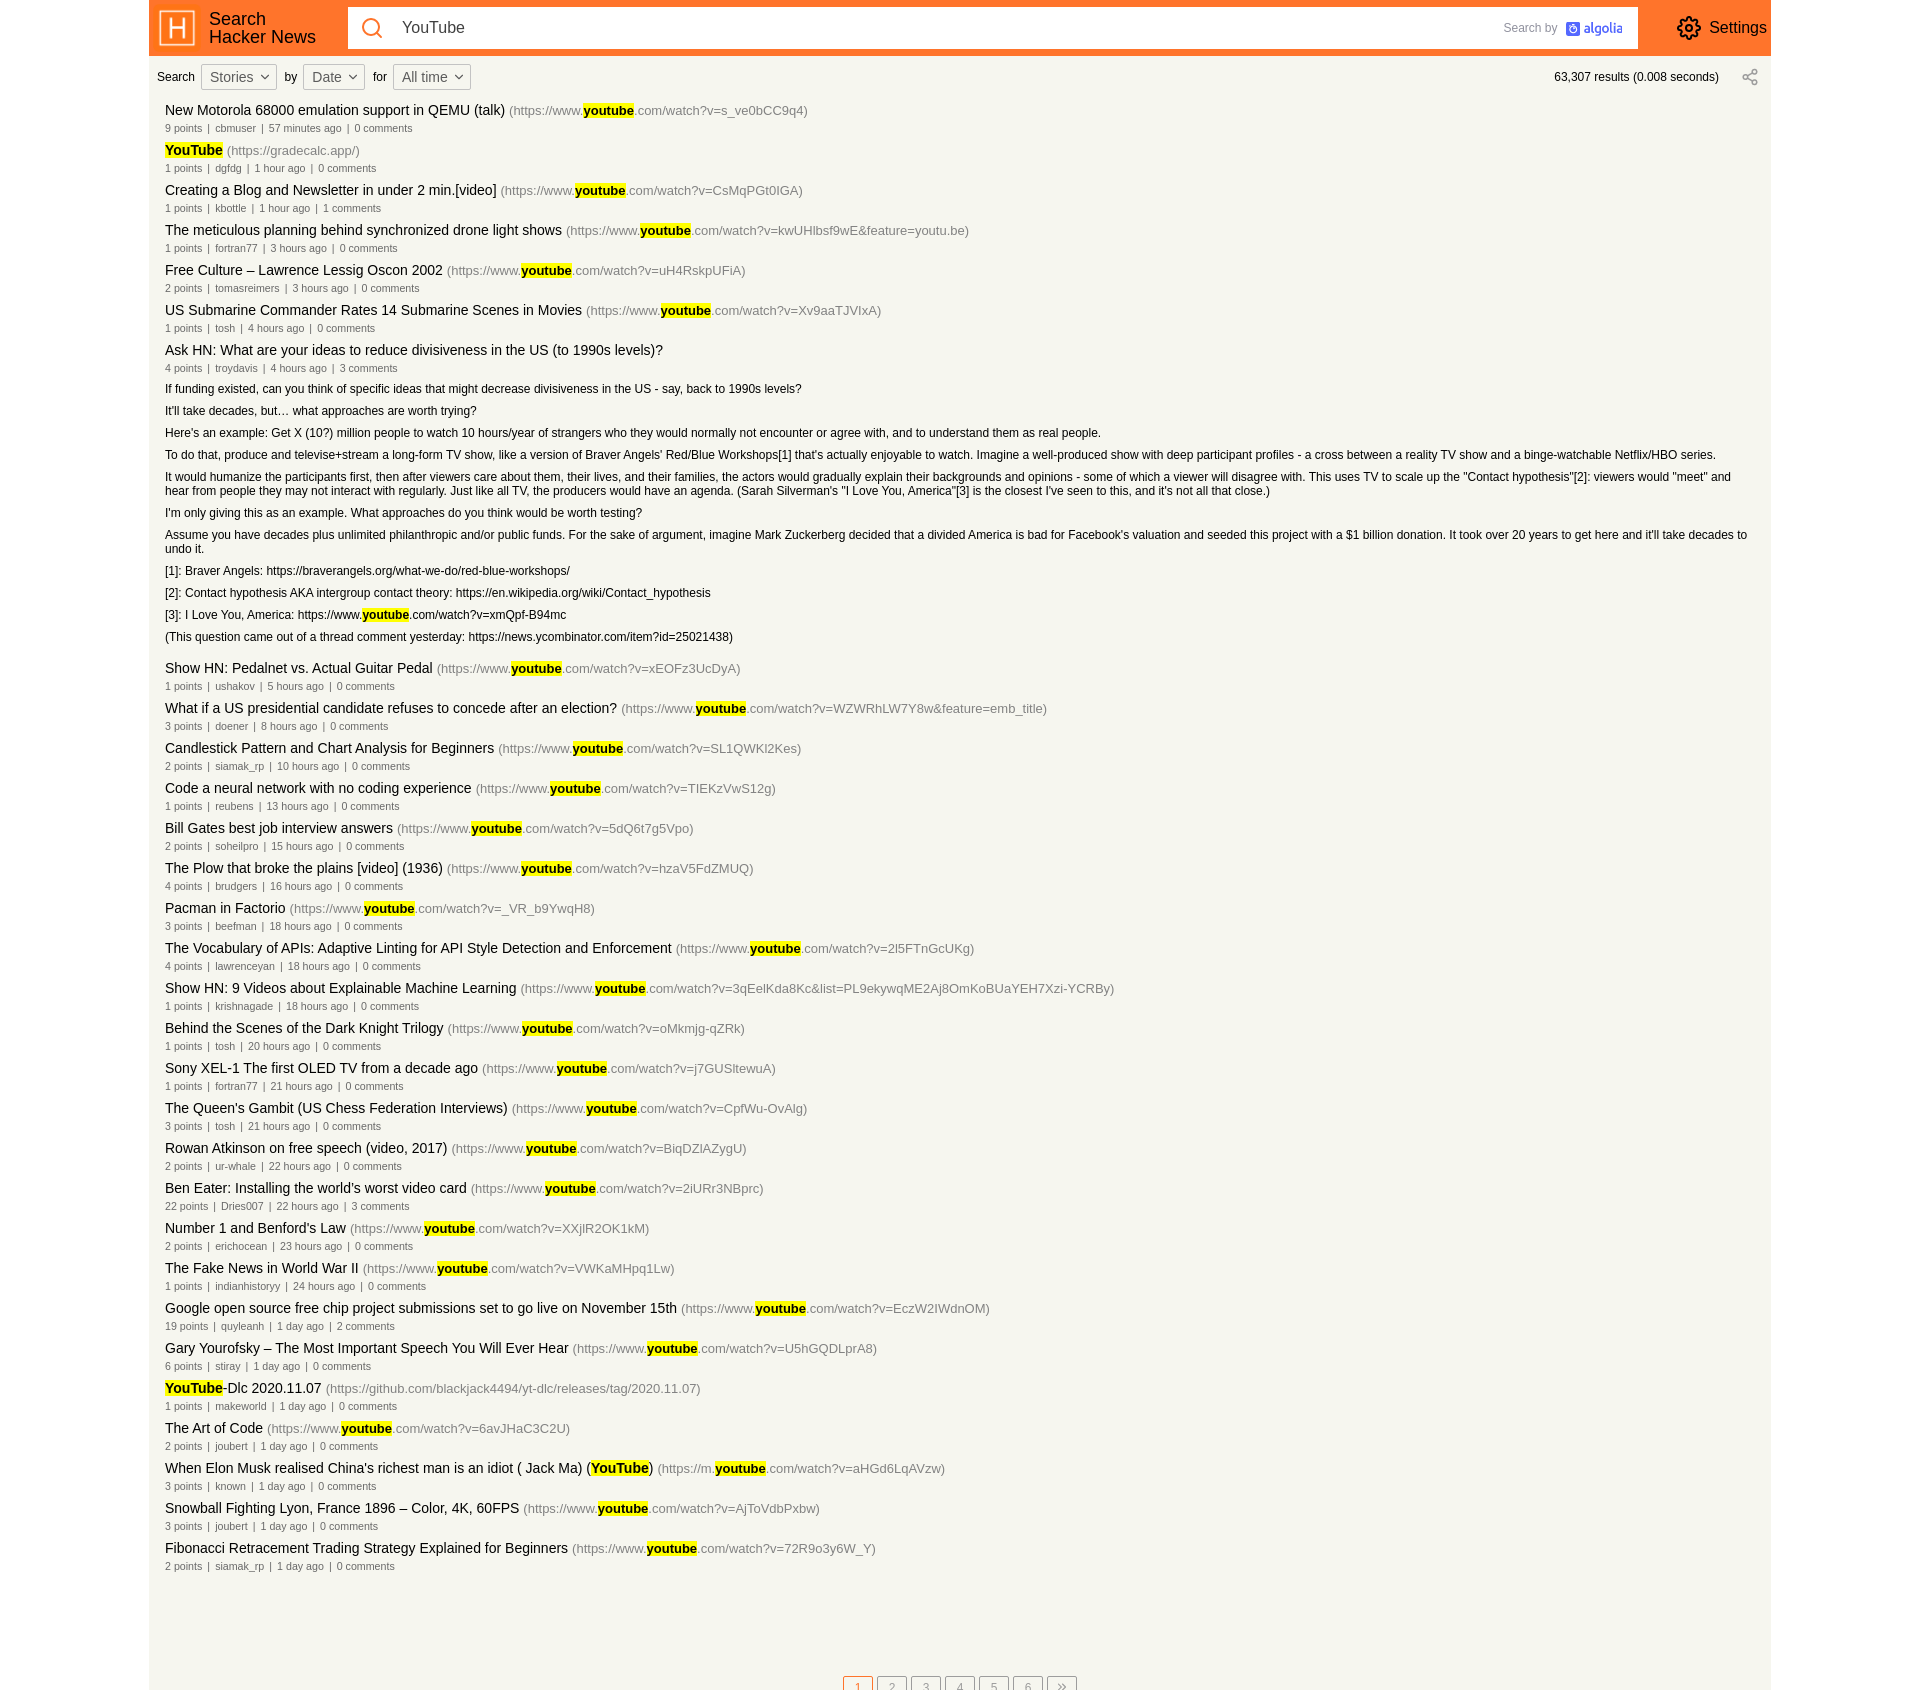 Search
Hacker News
YouTube
Search by algolia
Settings
Search Stories by Date for All time 63,307 results (0.008 seconds)
New Motorola 68000 emulation support in QEMU (talk) (https://www.youtube.com/watch?v=s_ve0bCC9q4)
9 points | cbmuser | 57 minutes ago | 0 comments
YouTube (https://gradecalc.app/)
1 points | dgfdg | 1 hour ago | 0 comments
Creating a Blog and Newsletter in under 2 min.[video] (https://www.youtube.com/watch?v=CsMqPGt0IGA)
1 points | kbottle | 1 hour ago | 1 comments
The meticulous planning behind synchronized drone light shows (https://www.youtube.com/watch?v=kwUHlbsf9wE&feature=youtu.be)
1 points | fortran77 | 3 hours ago | 0 comments
Free Culture – Lawrence Lessig Oscon 2002 (https://www.youtube.com/watch?v=uH4RskpUFiA)
2 points | tomasreimers | 3 hours ago | 0 comments
US Submarine Commander Rates 14 Submarine Scenes in Movies (https://www.youtube.com/watch?v=Xv9aaTJVIxA)
1 points | tosh | 4 hours ago | 0 comments
Ask HN: What are your ideas to reduce divisiveness in the US (to 1990s levels)?
4 points | troydavis | 4 hours ago | 3 comments
If funding existed, can you think of specific ideas that might decrease divisiveness in the US - say, back to 1990s levels?
It'll take decades, but… what approaches are worth trying?
Here's an example: Get X (10?) million people to watch 10 hours/year of strangers who they would normally not encounter or agree with, and to understand them as real people.
To do that, produce and televise+stream a long-form TV show, like a version of Braver Angels' Red/Blue Workshops[1] that's actually enjoyable to watch. Imagine a well-produced show with deep participant profiles - a cross between a reality TV show and a binge-watchable Netflix/HBO series.
It would humanize the participants first, then after viewers care about them, their lives, and their families, the actors would gradually explain their backgrounds and opinions - some of which a viewer will disagree with. This uses TV to scale up the "Contact hypothesis"[2]: viewers would "meet" and
hear from people they may not interact with regularly. Just like all TV, the producers would have an agenda. (Sarah Silverman's "I Love You, America"[3] is the closest I've seen to this, and it's not all that close.)
I'm only giving this as an example. What approaches do you think would be worth testing?
Assume you have decades plus unlimited philanthropic and/or public funds. For the sake of argument, imagine Mark Zuckerberg decided that a divided America is bad for Facebook's valuation and seeded this project with a $1 billion donation. It took over 20 years to get here and it'll take decades to
undo it.
[1]: Braver Angels: https://braverangels.org/what-we-do/red-blue-workshops/
[2]: Contact hypothesis AKA intergroup contact theory: https://en.wikipedia.org/wiki/Contact_hypothesis
[3]: I Love You, America: https://www.youtube.com/watch?v=xmQpf-B94mc
(This question came out of a thread comment yesterday: https://news.ycombinator.com/item?id=25021438)
Show HN: Pedalnet vs. Actual Guitar Pedal (https://www.youtube.com/watch?v=xEOFz3UcDyA)
1 points | ushakov | 5 hours ago | 0 comments
What if a US presidential candidate refuses to concede after an election? (https://www.youtube.com/watch?v=WZWRhLW7Y8w&feature=emb_title)
3 points | doener | 8 hours ago | 0 comments
Candlestick Pattern and Chart Analysis for Beginners (https://www.youtube.com/watch?v=SL1QWKl2Kes)
2 points | siamak_rp | 10 hours ago | 0 comments
Code a neural network with no coding experience (https://www.youtube.com/watch?v=TIEKzVwS12g)
1 points | reubens | 13 hours ago | 0 comments
Bill Gates best job interview answers (https://www.youtube.com/watch?v=5dQ6t7g5Vpo)
2 points | soheilpro | 15 hours ago | 0 comments
The Plow that broke the plains [video] (1936) (https://www.youtube.com/watch?v=hzaV5FdZMUQ)
4 points | brudgers | 16 hours ago | 0 comments
Pacman in Factorio (https://www.youtube.com/watch?v=_VR_b9YwqH8)
3 points | beefman | 18 hours ago | 0 comments
The Vocabulary of APIs: Adaptive Linting for API Style Detection and Enforcement (https://www.youtube.com/watch?v=2l5FTnGcUKg)
4 points | lawrenceyan | 18 hours ago | 0 comments
Show HN: 9 Videos about Explainable Machine Learning (https://www.youtube.com/watch?v=3qEelKda8Kc&list=PL9ekywqME2Aj8OmKoBUaYEH7Xzi-YCRBy)
1 points | krishnagade | 18 hours ago | 0 comments
Behind the Scenes of the Dark Knight Trilogy (https://www.youtube.com/watch?v=oMkmjg-qZRk)
1 points | tosh | 20 hours ago | 0 comments
Sony XEL-1 The first OLED TV from a decade ago (https://www.youtube.com/watch?v=j7GUSltewuA)
1 points | fortran77 | 21 hours ago | 0 comments
The Queen's Gambit (US Chess Federation Interviews) (https://www.youtube.com/watch?v=CpfWu-OvAlg)
3 points | tosh | 21 hours ago | 0 comments
Rowan Atkinson on free speech (video, 2017) (https://www.youtube.com/watch?v=BiqDZlAZygU)
2 points | ur-whale | 22 hours ago | 0 comments
Ben Eater: Installing the world’s worst video card (https://www.youtube.com/watch?v=2iURr3NBprc)
22 points | Dries007 | 22 hours ago | 3 comments
Number 1 and Benford's Law (https://www.youtube.com/watch?v=XXjlR2OK1kM)
2 points | erichocean | 23 hours ago | 0 comments
The Fake News in World War II (https://www.youtube.com/watch?v=VWKaMHpq1Lw)
1 points | indianhistoryy | 24 hours ago | 0 comments
Google open source free chip project submissions set to go live on November 15th (https://www.youtube.com/watch?v=EczW2IWdnOM)
19 points | quyleanh | 1 day ago | 2 comments
Gary Yourofsky – The Most Important Speech You Will Ever Hear (https://www.youtube.com/watch?v=U5hGQDLprA8)
6 points | stiray | 1 day ago | 0 comments
YouTube-Dlc 2020.11.07 (https://github.com/blackjack4494/yt-dlc/releases/tag/2020.11.07)
1 points | makeworld | 1 day ago | 0 comments
The Art of Code (https://www.youtube.com/watch?v=6avJHaC3C2U)
2 points | joubert | 1 day ago | 0 comments
When Elon Musk realised China's richest man is an idiot ( Jack Ma) (YouTube) (https://m.youtube.com/watch?v=aHGd6LqAVzw)
3 points | known | 1 day ago | 0 comments
Snowball Fighting Lyon, France 1896 – Color, 4K, 60FPS (https://www.youtube.com/watch?v=AjToVdbPxbw)
3 points | joubert | 1 day ago | 0 comments
Fibonacci Retracement Trading Strategy Explained for Beginners (https://www.youtube.com/watch?v=72R9o3y6W_Y)
2 points | siamak_rp | 1 day ago | 0 comments
1 2 3 4 5 6 »